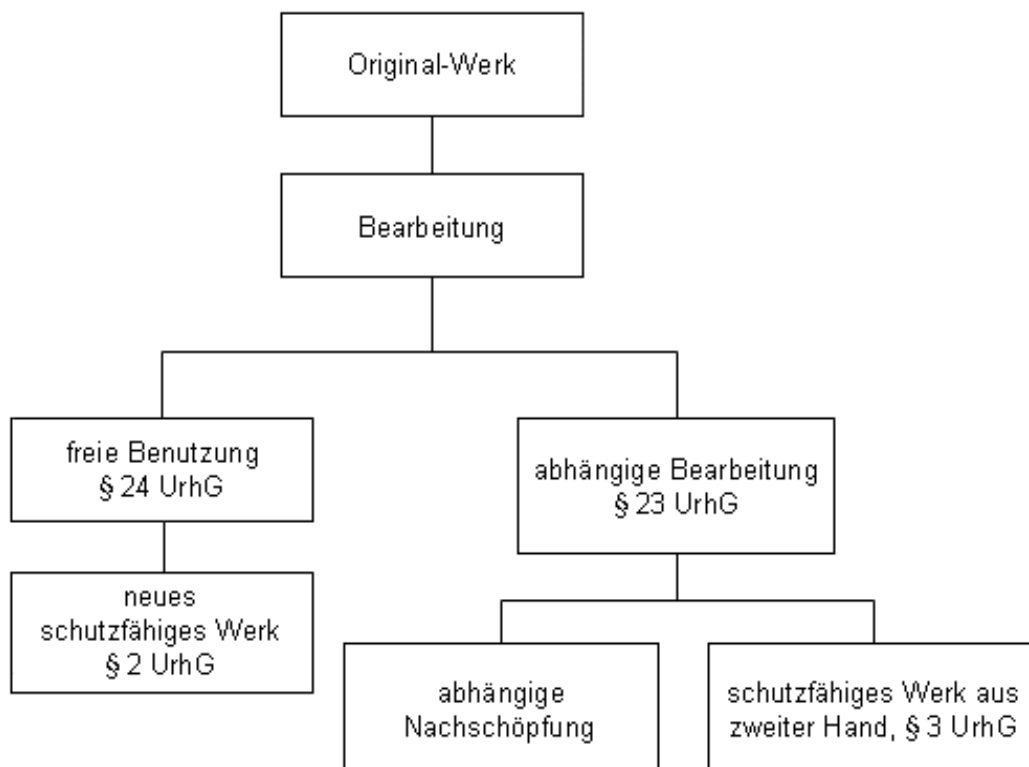 Original-Werk
Bearbeitung
freie Benutzung
§ 24 UrhG
abhängige Bearbeitung
§ 23 UrhG
neues
schutzfähiges Werk
§ 2 UrhG
abhängige
Nachschöpfung
schutzfähiges Werk aus
zweiter Hand, § 3 UrhG